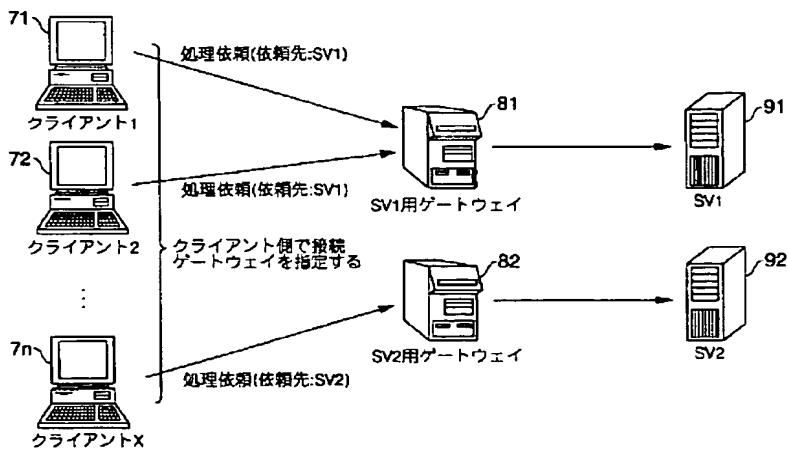 71
クライアント1
処理依頼(依頼先:SV1)
81
SV1用ゲートウェイ
91
SV1
72
クライアント2
処理依頼(依頼先:SV1)
クライアント側で接続
ゲートウェイを指定する
82
SV2用ゲートウェイ
92
SV2
⋮
7n
クライアントX
処理依頼(依頼先:SV2)